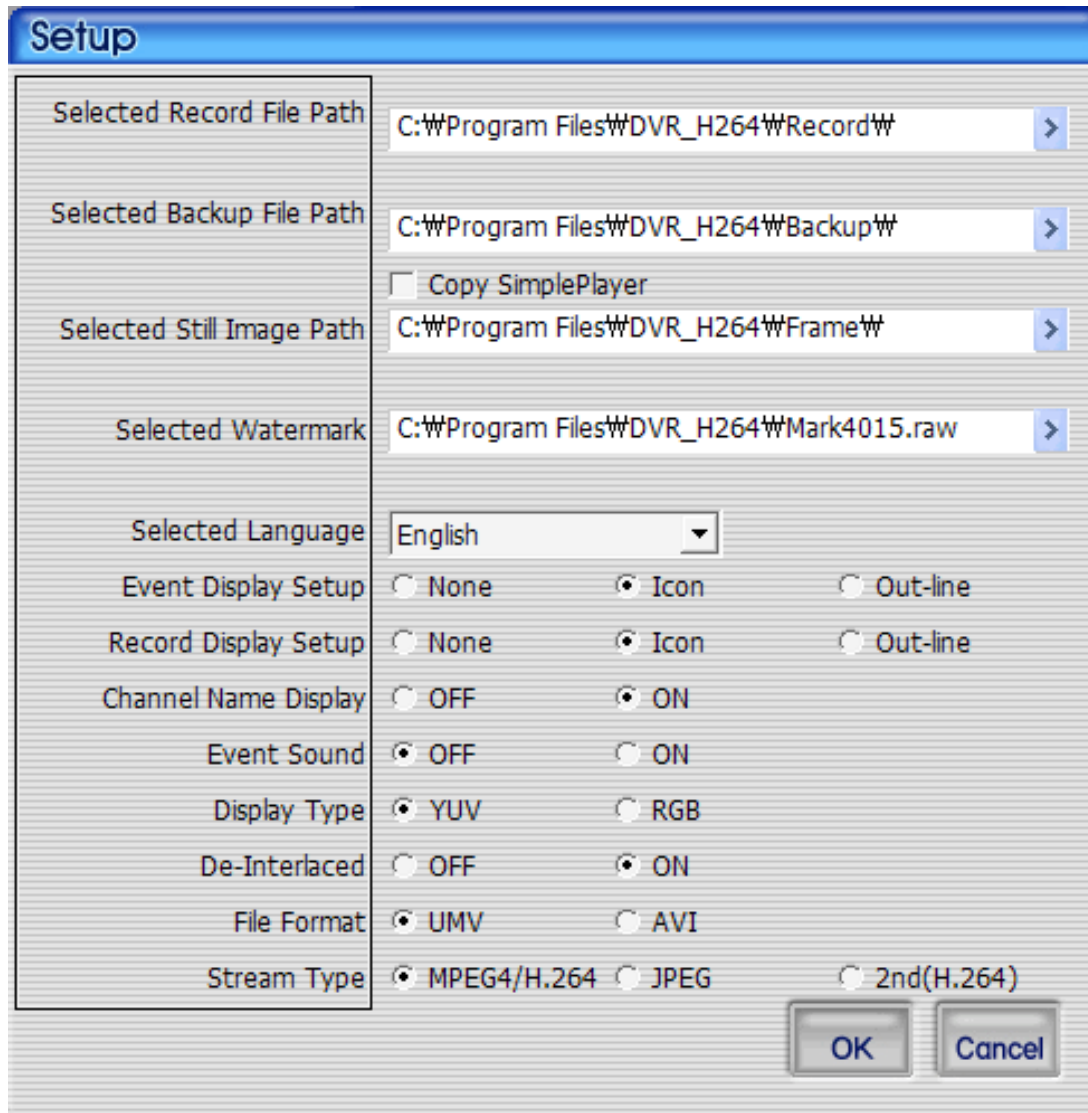 Setup
Selected Record File Path C:₩Program Files₩DVR_H264₩Record₩ >
Selected Backup File Path C:₩Program Files₩DVR_H264₩Backup₩ >
Copy SimplePlayer
Selected Still Image Path C:₩Program Files₩DVR_H264₩Frame₩ >
Selected Watermark C:₩Program Files₩DVR_H264₩Mark4015.raw >
Selected Language English
Event Display Setup None Icon Out-line
Record Display Setup None Icon Out-line
Channel Name Display OFF ON
Event Sound OFF ON
Display Type YUV RGB
De-Interlaced OFF ON
File Format UMV AVI
Stream Type MPEG4/H.264 JPEG 2nd(H.264)
OK Cancel